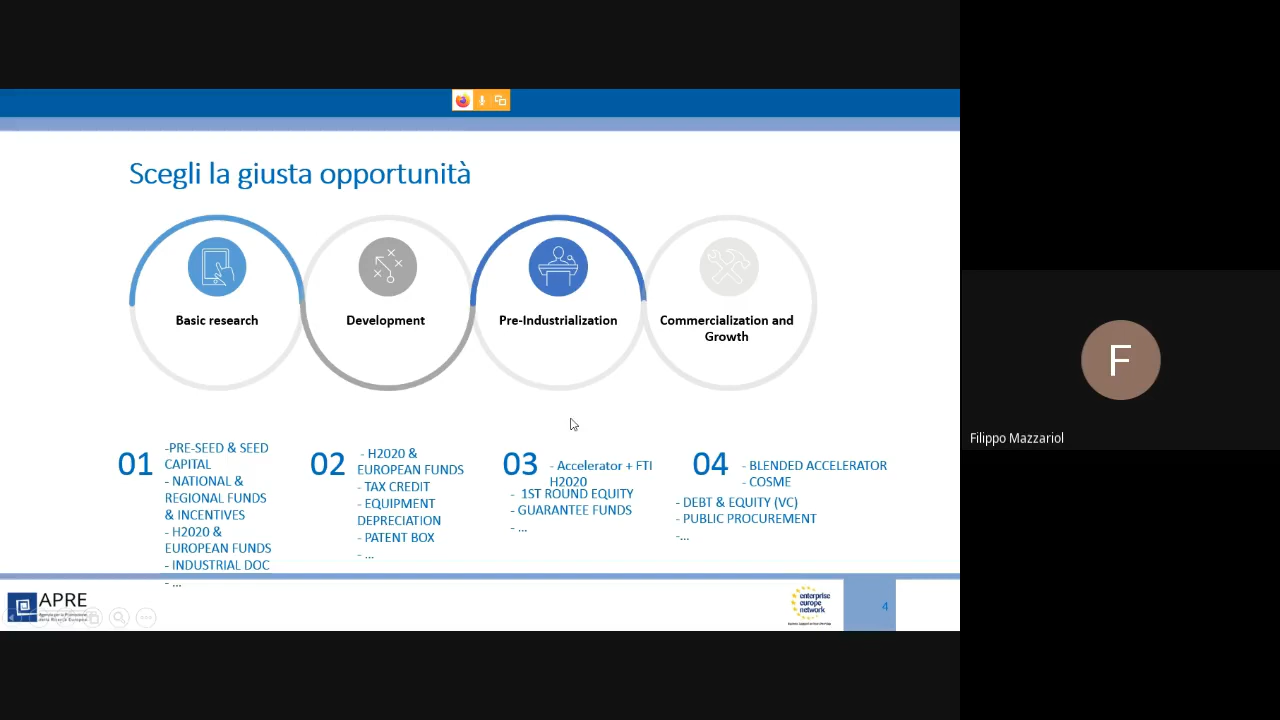 Scegli la giusta opportunità
Basic research
Development
Pre-Industrialization
Commercialization and
Growth
01
-PRE-SEED & SEED
CAPITAL
- NATIONAL &
REGIONAL FUNDS
& INCENTIVES
- H2020 &
EUROPEAN FUNDS
- INDUSTRIAL DOC
- ...
02
- H2020 &
EUROPEAN FUNDS
- TAX CREDIT
- EQUIPMENT
DEPRECIATION
- PATENT BOX
- ...
03
- Accelerator + FTI
H2020
- 1ST ROUND EQUITY
- GUARANTEE FUNDS
- ...
04
- BLENDED ACCELERATOR
- COSME
- DEBT & EQUITY (VC)
- PUBLIC PROCUREMENT
-...
APRE
enterprise
europe
network
4
F
Filippo Mazzariol